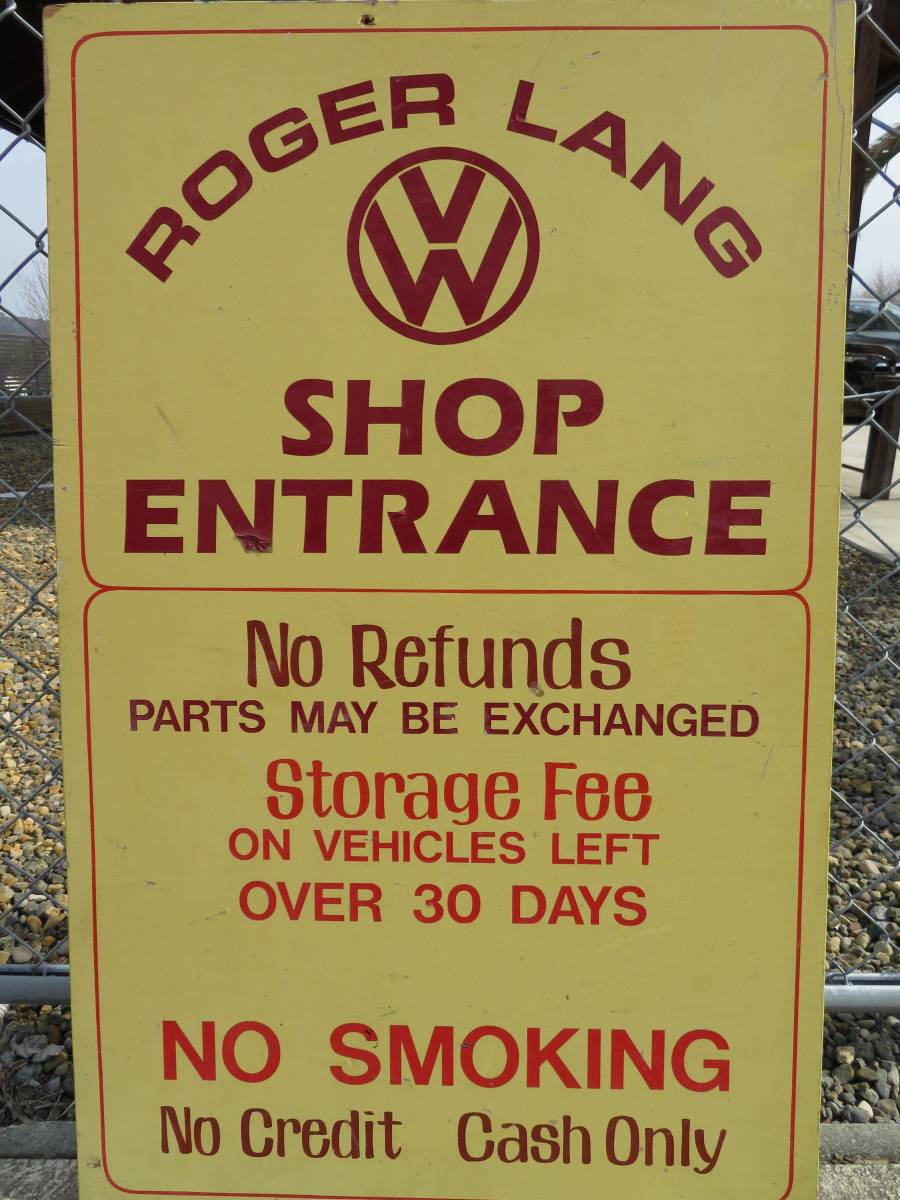 ROGER LANG
VW
SHOP
ENTRANCE
No Refunds
PARTS MAY BE EXCHANGED
Storage Fee
ON VEHICLES LEFT
OVER 30 DAYS
NO SMOKING
No Credit Cash Only